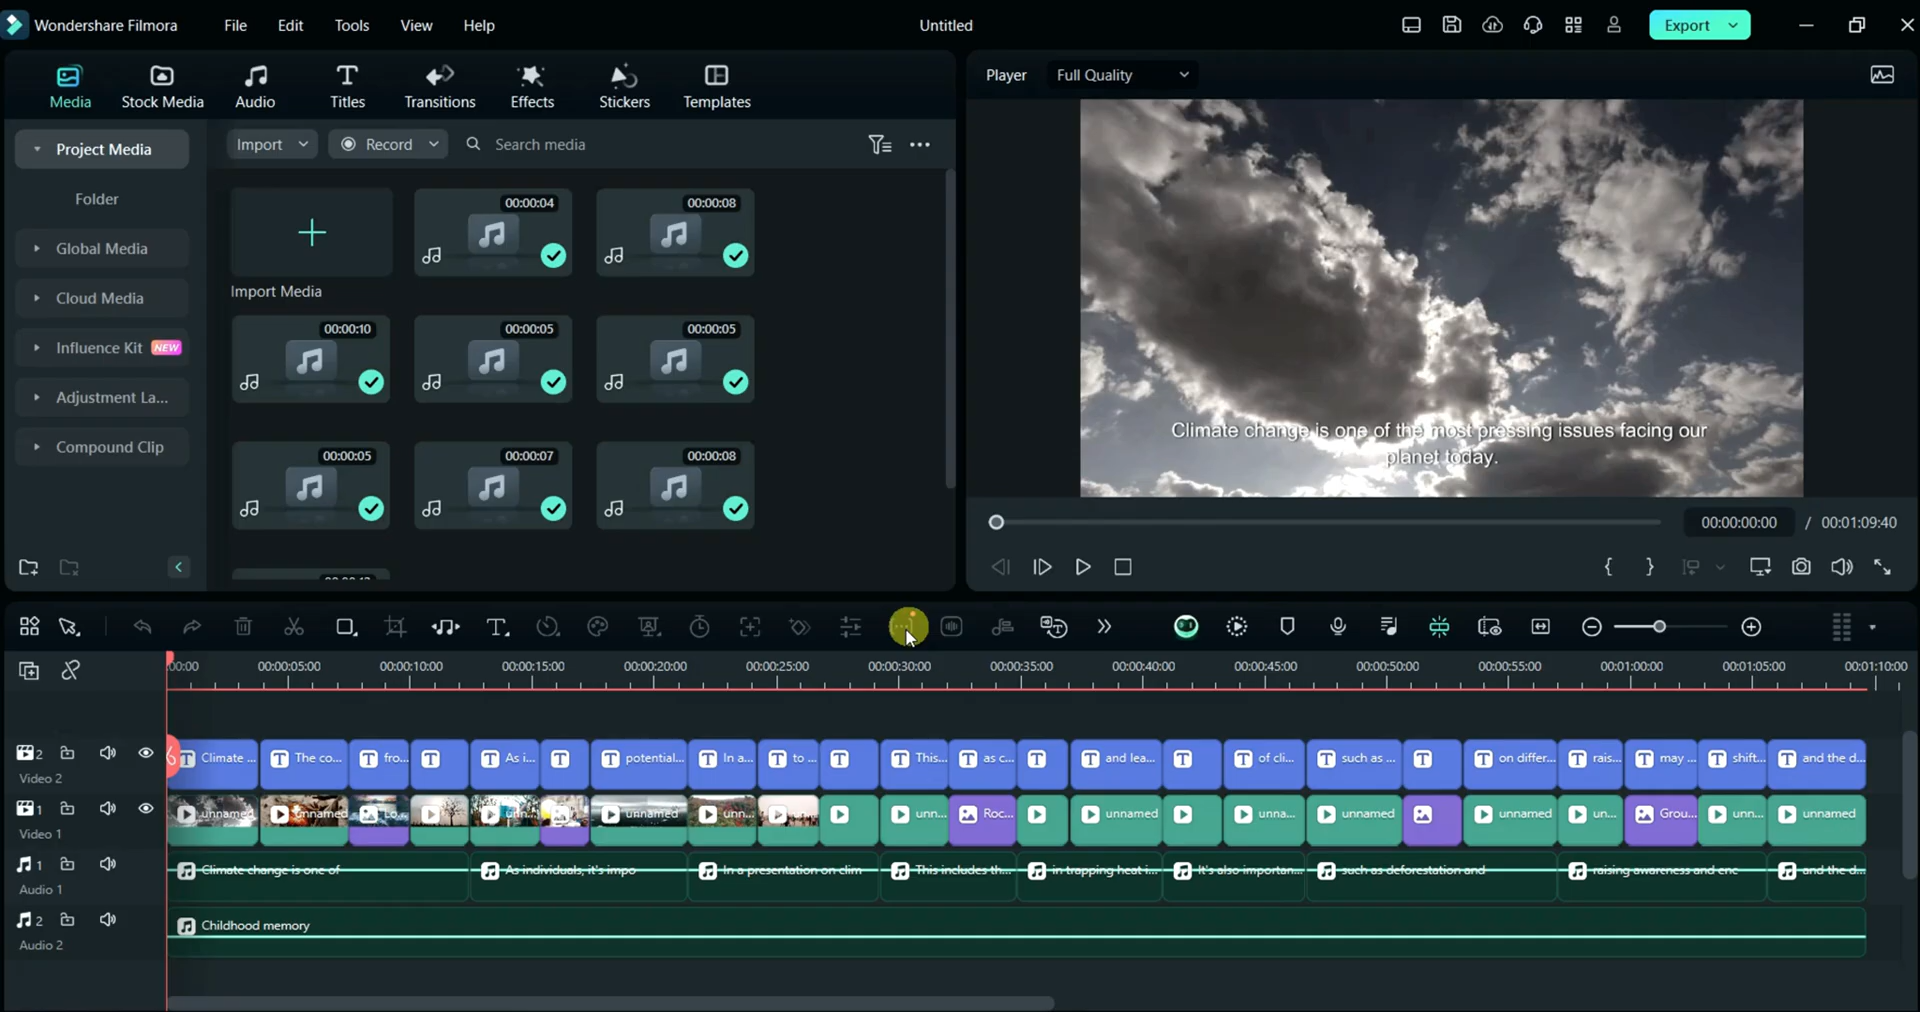 Wondershare Filmora
File
Edit
Tools
View
Help
Untitled
Export
Media
Stock Media
Audio
Titles
Transitions
Effects
Stickers
Templates
Player
Full Quality
Project Media
Folder
Global Media
Cloud Media
Influence Kit NEW
Adjustment La...
Compound Clip
Import
Record
Search media
00:00:04
00:00:08
Import Media
00:00:10
00:00:05
00:00:05
00:00:05
00:00:07
00:00:08
Climate change is one of the most pressing issues facing our
planet today.
00:00:00:00 / 00:01:09:40
:00:00 00:00:05:00 00:00:10:00 00:00:15:00 00:00:20:00 00:00:25:00 00:00:30:00 00:00:35:00 00:00:40:00 00:00:45:00 00:00:50:00 00:00:55:00 00:01:00:00 00:01:05:00 00:01:10:00
2 T Climate ... T The co... T fro... T T As i... T T potential... T In a... T to ... T T This... T as c... T T and lea... T T of cli... T such as ... T T on differ... T rais... T may ... T shift... T and the d...
Video 2
1 unnamed unnamed Lo... un... unnamed unn... unn... Roc... unnamed unna... unnamed unnamed un... Grou... unn... unnamed
Video 1
1 Climate change is one of As individuals, it's impo In a presentation on clim This includes th... in trapping heat i... It's also importan... such as deforestation and raising awareness and enc and the d...
Audio 1
2 Childhood memory
Audio 2